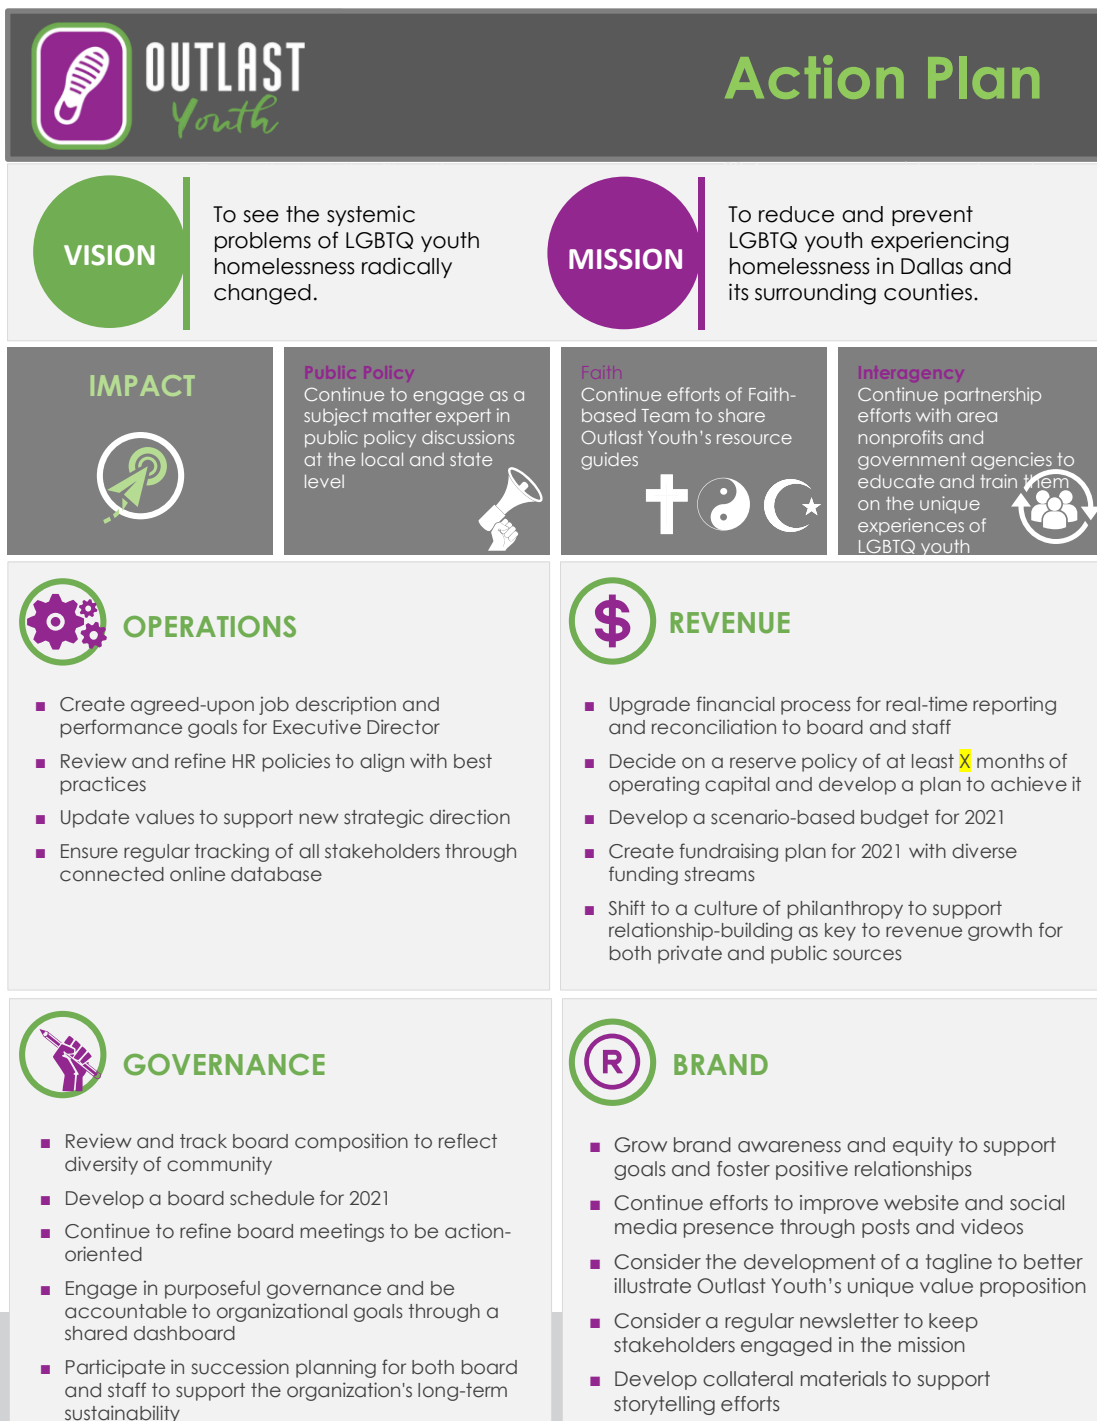 OUTLAST
Youth
Action Plan
VISION
To see the systemic
problems of LGBTQ youth
homelessness radically
changed.
MISSION
To reduce and prevent
LGBTQ youth experiencing
homelessness in Dallas and
its surrounding counties.
IMPACT
Public Policy
Continue to engage as a
subject matter expert in
public policy discussions
at the local and state
level
Faith
Continue efforts of Faith-
based Team to share
Outlast Youth’s resource
guides
Interagency
Continue partnership
efforts with area
nonprofits and
government agencies to
educate and train them
on the unique
experiences of
LGBTQ youth
OPERATIONS
■ Create agreed-upon job description and
performance goals for Executive Director
■ Review and refine HR policies to align with best
practices
■ Update values to support new strategic direction
■ Ensure regular tracking of all stakeholders through
connected online database
$
REVENUE
■ Upgrade financial process for real-time reporting
and reconciliation to board and staff
■ Decide on a reserve policy of at least X months of
operating capital and develop a plan to achieve it
■ Develop a scenario-based budget for 2021
■ Create fundraising plan for 2021 with diverse
funding streams
■ Shift to a culture of philanthropy to support
relationship-building as key to revenue growth for
both private and public sources
GOVERNANCE
■ Review and track board composition to reflect
diversity of community
■ Develop a board schedule for 2021
■ Continue to refine board meetings to be action-
oriented
■ Engage in purposeful governance and be
accountable to organizational goals through a
shared dashboard
■ Participate in succession planning for both board
and staff to support the organization's long-term
sustainability
R
BRAND
■ Grow brand awareness and equity to support
goals and foster positive relationships
■ Continue efforts to improve website and social
media presence through posts and videos
■ Consider the development of a tagline to better
illustrate Outlast Youth’s unique value proposition
■ Consider a regular newsletter to keep
stakeholders engaged in the mission
■ Develop collateral materials to support
storytelling efforts